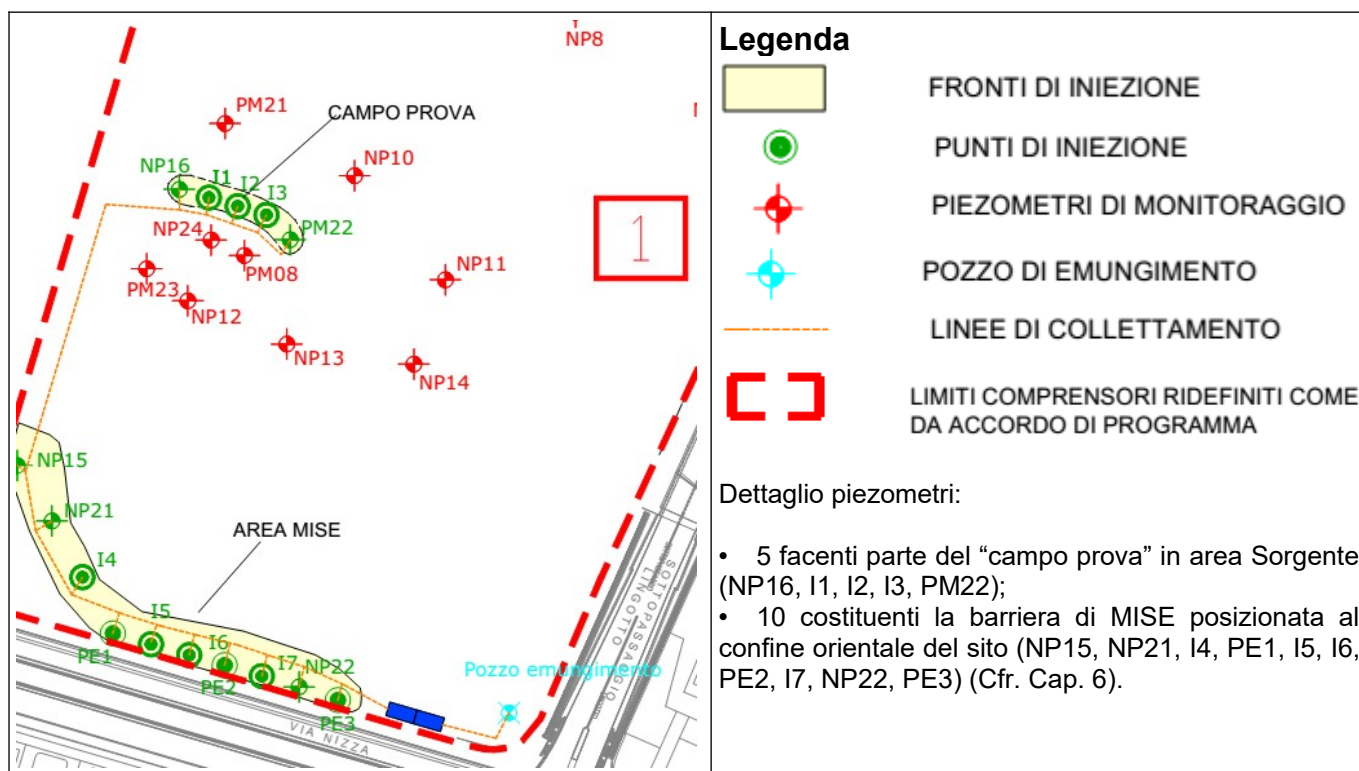 NP8
PM21
CAMPO PROVA
NP10
NP16
I1
I2
I3
NP24
PM22
PM08
PM23
NP12
NP11
1
NP13
NP14
NP15
NP21
AREA MISE
I4
I5
PE1
I6
PE2
I7
NP22
PE3
Pozzo emungimento
SOTTOPASSAGGIO
LINGOTTO
VIA NIZZA
Legenda
FRONTI DI INIEZIONE
PUNTI DI INIEZIONE
PIEZOMETRI DI MONITORAGGIO
POZZO DI EMUNGIMENTO
LINEE DI COLLETTAMENTO
LIMITI COMPRENSORI RIDEFINITI COME
DA ACCORDO DI PROGRAMMA
Dettaglio piezometri:
• 5 facenti parte del “campo prova” in area Sorgente
(NP16, I1, I2, I3, PM22);
• 10 costituenti la barriera di MISE posizionata al
confine orientale del sito (NP15, NP21, I4, PE1, I5, I6,
PE2, I7, NP22, PE3) (Cfr. Cap. 6).